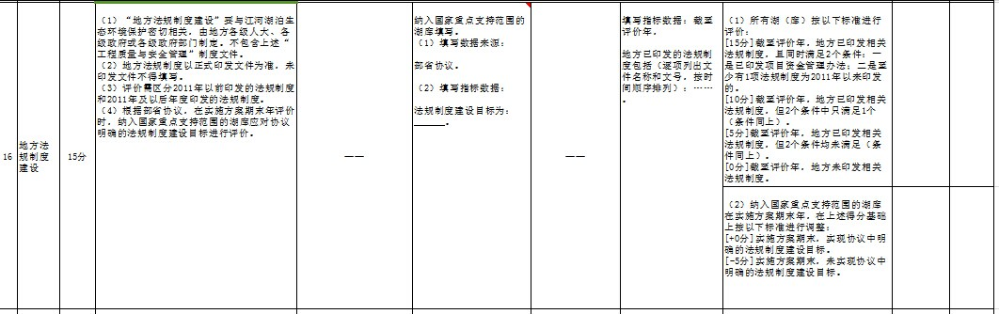 16
地方法
规制度
建设
15分
(1)“地方法规制度建设”要与江河湖泊生
态环境保护密切相关，由地方各级人大、各
级政府或各级政府部门制定。不包含上述“
工程质量与安全管理”制度文件。
(2)地方法规制度以正式印发文件为准，未
印发文件不得填写。
(3)评价需区分2011年以前印发的法规制度
和2011年及以后年度印发的法规制度。
(4)根据部省协议，在实施方案期末年评价
时，纳入国家重点支持范围的湖库应对协议
明确的法规制度建设目标进行评价。
——
纳入国家重点支持范围的
湖库填写。
(1)填写数据来源：
部省协议。
(2)填写指标数据：
法规制度建设目标为：
______。
——
填写指标数据：截至
评价年，
地方已印发的法规制
度包括(逐项列出文
件名称和文号，按时
间顺序排列)：……
。
(1)所有湖(库)按以下标准进行
评价：
[15分]截至评价年，地方已印发相关
法规制度，且同时满足2个条件：一
是已印发项目资金管理办法；二是至
少有1项法规制度为2011年以来印发
的。
[10分]截至评价年，地方已印发相关
法规制度，但2个条件中只满足1个
(条件同上)。
[5分]截至评价年，地方已印发相关
法规制度，但2个条件均未满足(条
件同上)。
[0分]截至评价年，地方未印发相关
法规制度。
(2)纳入国家重点支持范围的湖库
在实施方案期末年，在上述得分基础
上按以下标准进行调整：
[+0分]实施方案期末，实现协议中明
确的法规制度建设目标。
[-5分]实施方案期末，未实现协议中
明确的法规制度建设目标。